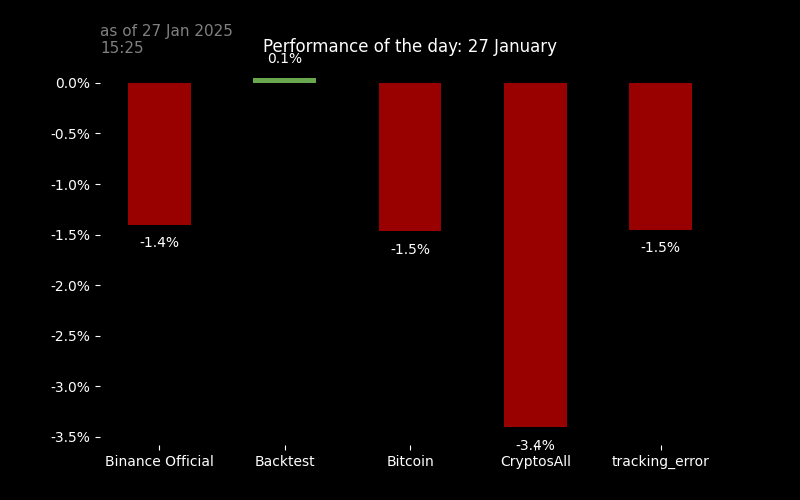 as of 27 Jan 2025
15:25
Performance of the day: 27 January
0.1%
0.0%
-0.5%
-1.0%
-1.5%
-2.0%
-2.5%
-3.0%
-3.5%
-1.4%
-1.5%
-3.4%
-1.5%
Binance Official
Backtest
Bitcoin
CryptosAll
tracking_error